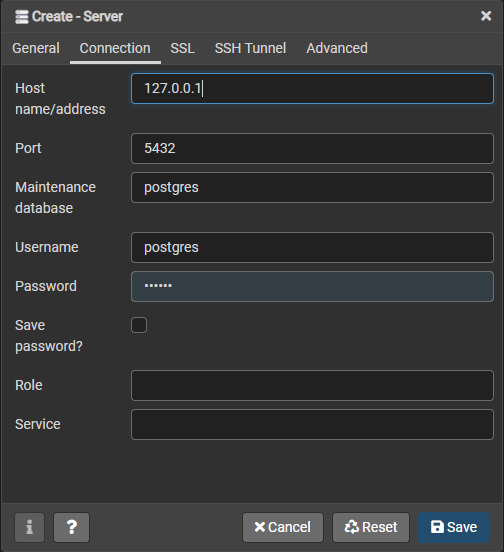 Create - Server
General Connection SSL SSH Tunnel Advanced
Host name/address
127.0.0.1
Port
5432
Maintenance database
postgres
Username
postgres
Password
••••••
Save password?
Role
Service
i ? Cancel Reset Save